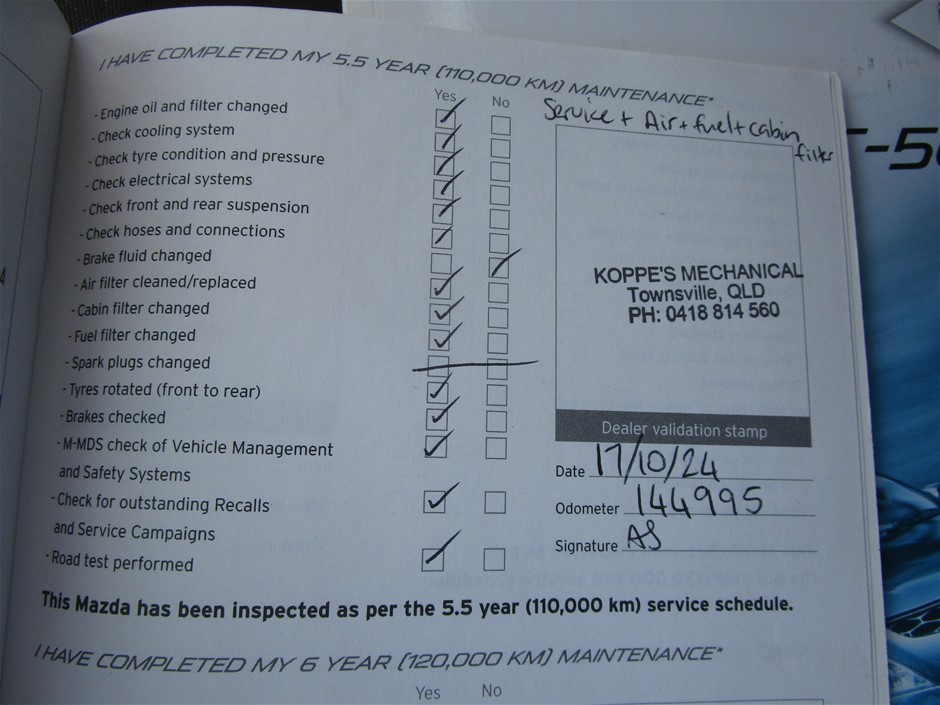 I HAVE COMPLETED MY 5.5 YEAR (110,000 KM) MAINTENANCE*
Yes No
- Engine oil and filter changed
- Check cooling system
- Check tyre condition and pressure
- Check electrical systems
- Check front and rear suspension
- Check hoses and connections
- Brake fluid changed
- Air filter cleaned/replaced
- Cabin filter changed
- Fuel filter changed
- Spark plugs changed
- Tyres rotated (front to rear)
- Brakes checked
- M-MDS check of Vehicle Management
and Safety Systems
- Check for outstanding Recalls
and Service Campaigns
- Road test performed
Service + Air + fuel + cabin
filter
KOPPE'S MECHANICAL
Townsville, QLD
PH: 0418 814 560
Dealer validation stamp
Date 17/10/24
Odometer 144995
Signature AS
This Mazda has been inspected as per the 5.5 year (110,000 km) service schedule.
I HAVE COMPLETED MY 6 YEAR (120,000 KM) MAINTENANCE*
Yes No